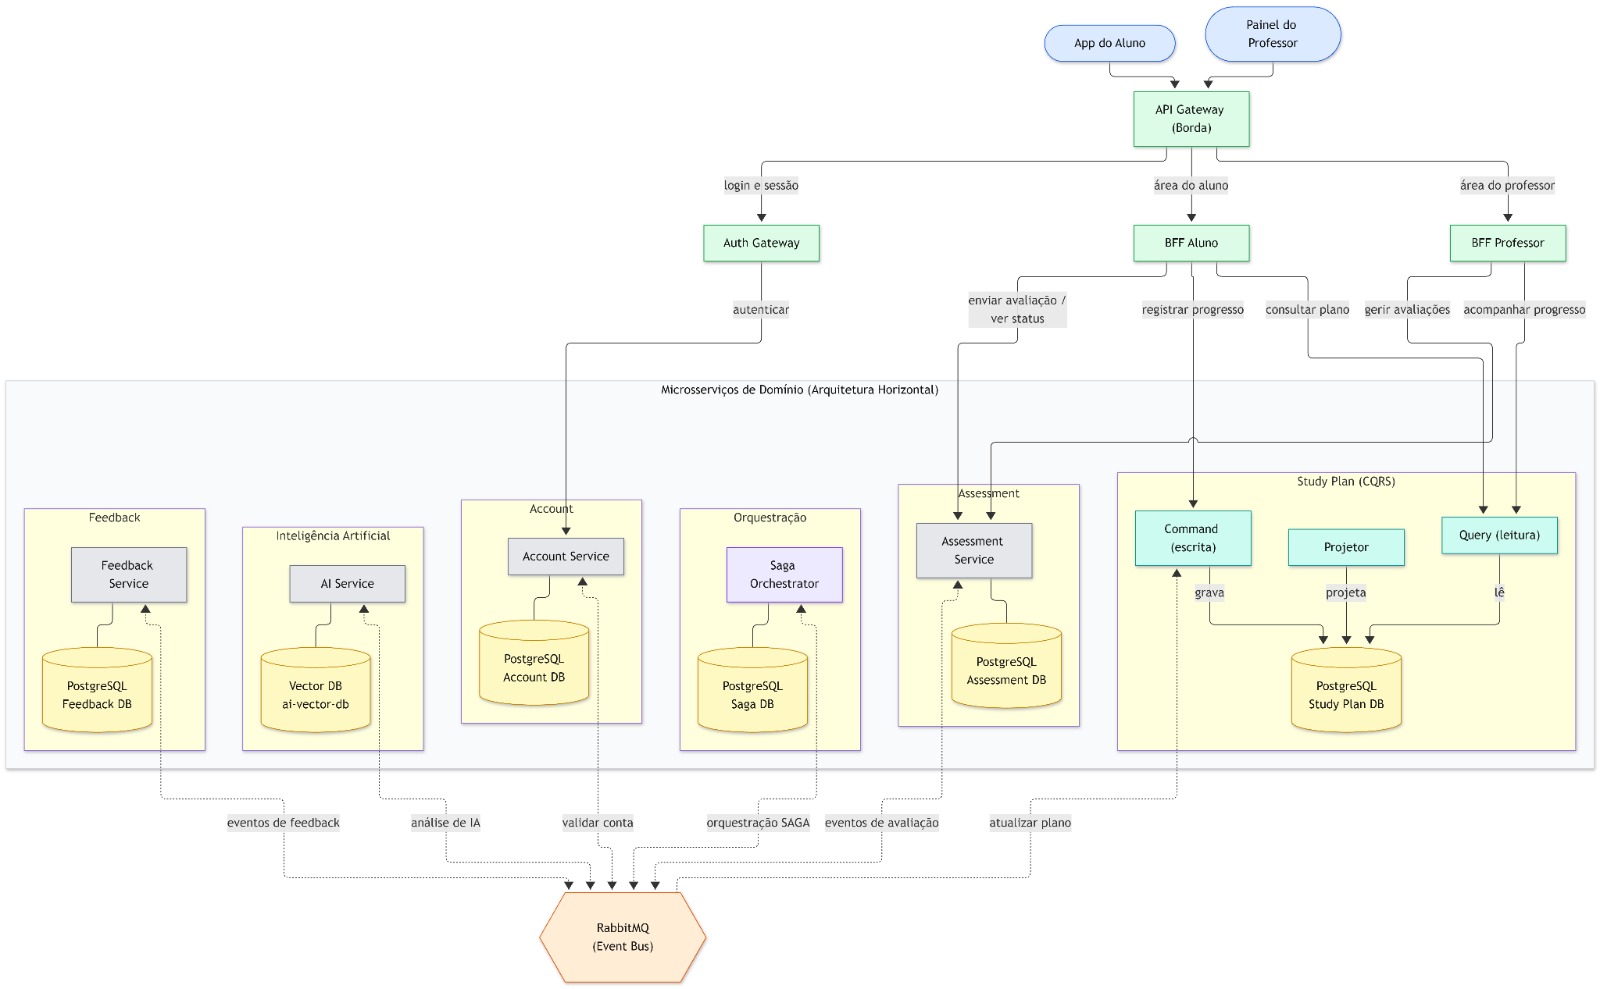 App do Aluno
Painel do
Professor
API Gateway
(Borda)
login e sessão
área do aluno
área do professor
Auth Gateway
BFF Aluno
BFF Professor
autenticar
enviar avaliação /
ver status
registrar progresso
consultar plano
gerir avaliações
acompanhar progresso
Microsserviços de Domínio (Arquitetura Horizontal)
Feedback
Feedback
Service
PostgreSQL
Feedback DB
Inteligência Artificial
AI Service
Vector DB
ai-vector-db
Account
Account Service
PostgreSQL
Account DB
Orquestração
Saga
Orchestrator
PostgreSQL
Saga DB
Assessment
Assessment
Service
PostgreSQL
Assessment DB
Study Plan (CQRS)
Command
(escrita)
Projetor
Query (leitura)
grava
projeta
lê
PostgreSQL
Study Plan DB
eventos de feedback
análise de IA
validar conta
orquestração SAGA
eventos de avaliação
atualizar plano
RabbitMQ
(Event Bus)